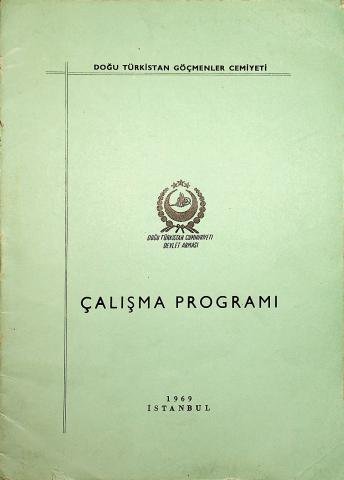 DOĞU TÜRKİSTAN GÖÇMENLER CEMİYETİ
DOĞU TÜRKİSTAN CUMHURİYETİ
DEVLET ARMASI
ÇALIŞMA PROGRAMI
1969
İSTANBUL